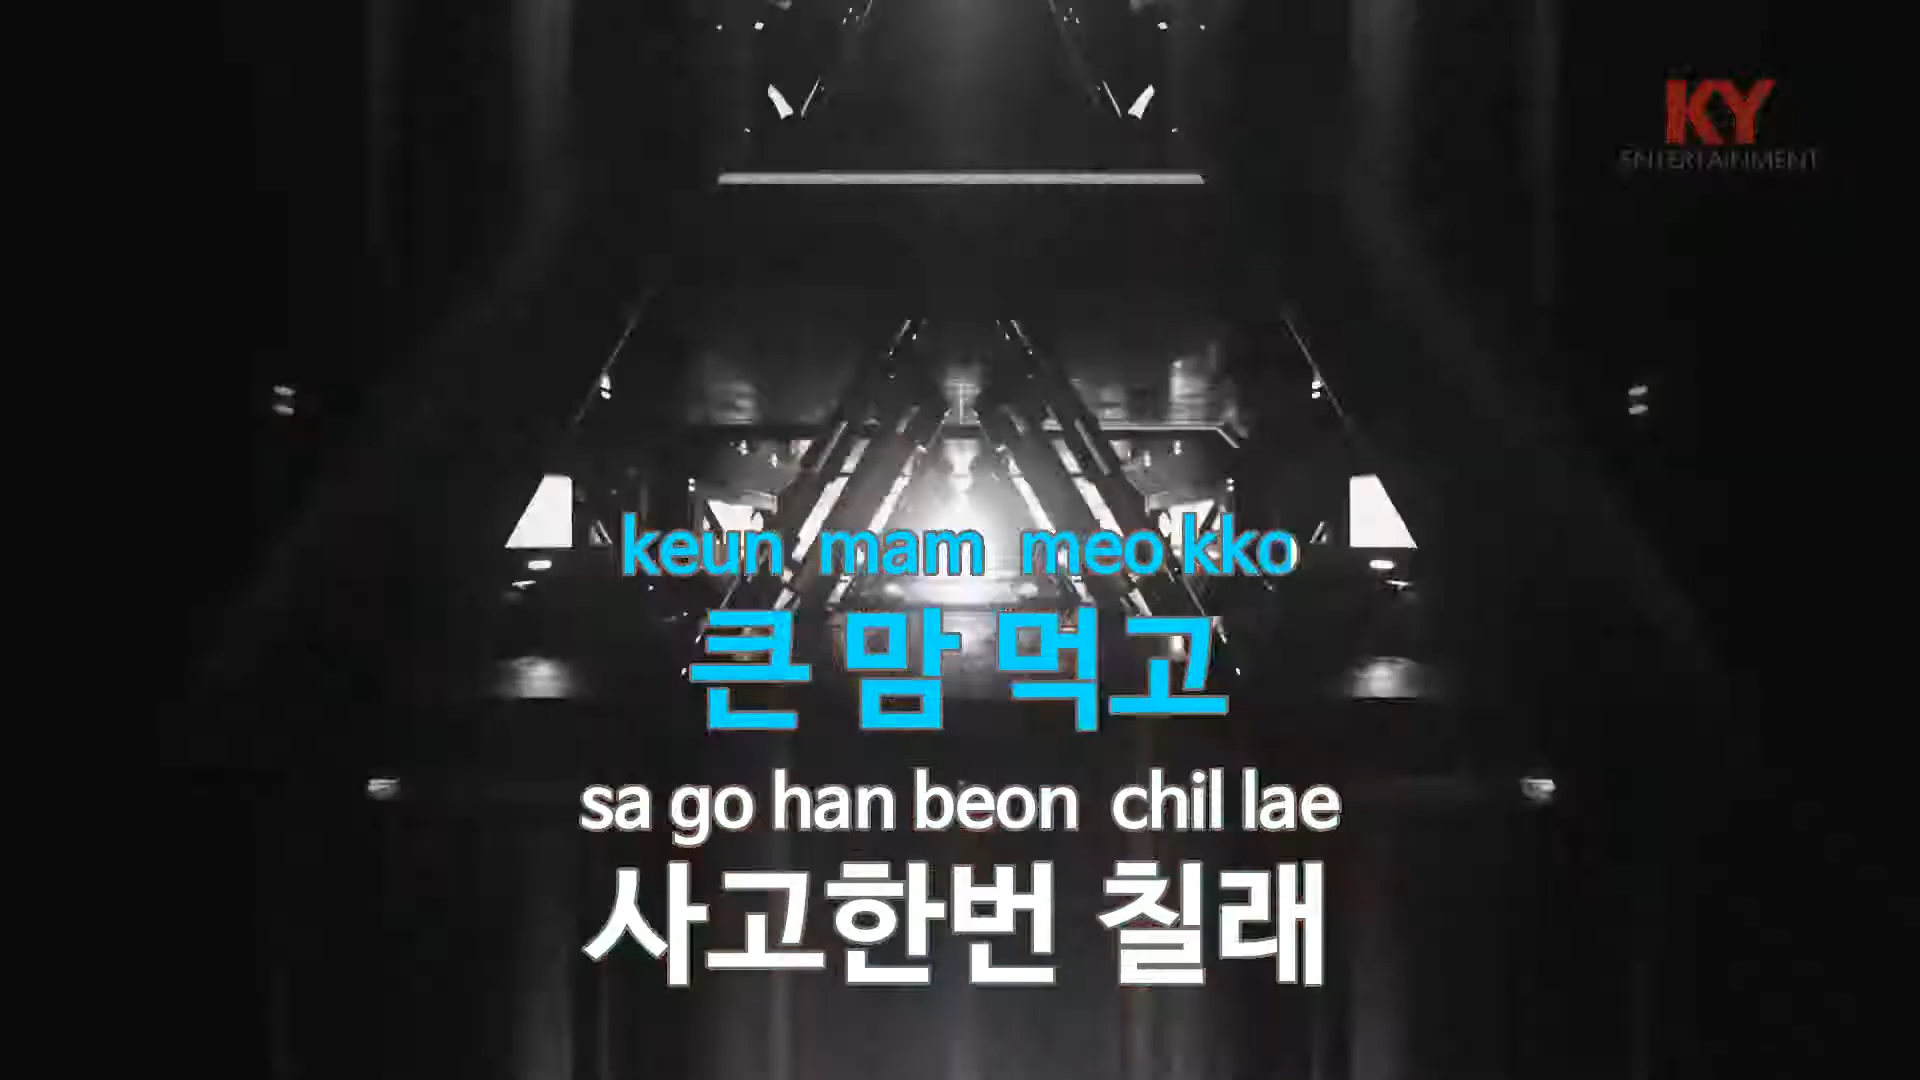 KY
ENTERTAINMENT
keun mam meo kko
큰 맘 먹고
sa go han beon chil lae
사고한번 칠래